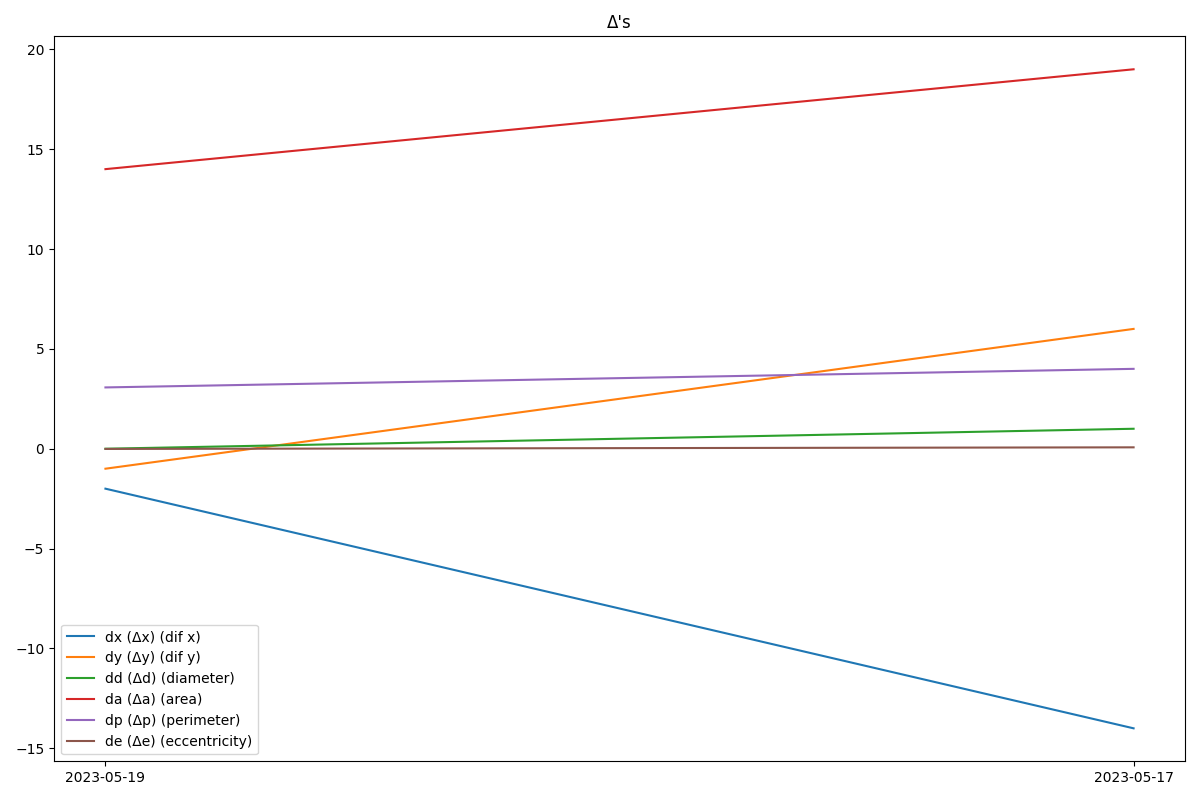 Δ's
20
15
10
5
0
−5
−10
−15
dx (Δx) (dif x)
dy (Δy) (dif y)
dd (Δd) (diameter)
da (Δa) (area)
dp (Δp) (perimeter)
de (Δe) (eccentricity)
2023-05-19 2023-05-17